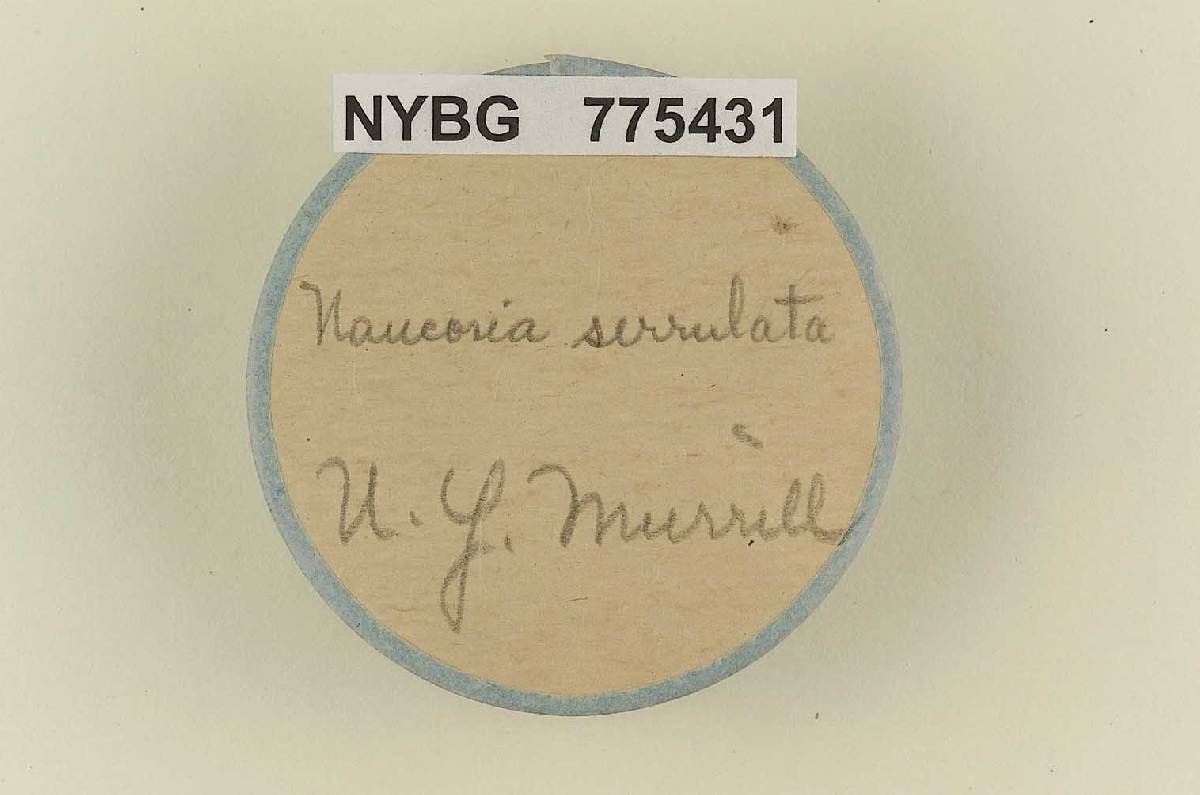 NYBG 775431
Naucoria serrulata
N. Y. Murrill